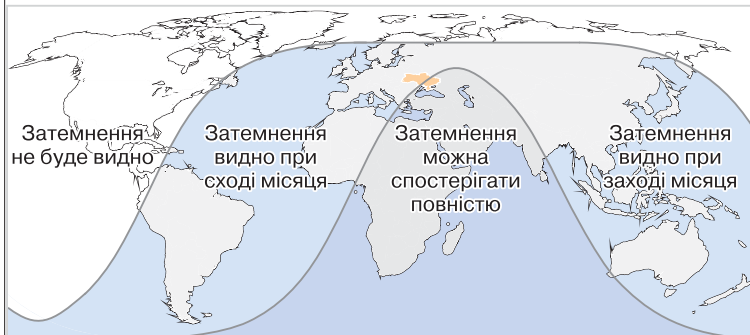 Затемнення
не буде видно
Затемнення
видно при
сході місяця
Затемнення
можна
спостерігати
повністю
Затемнення
видно при
заході місяця